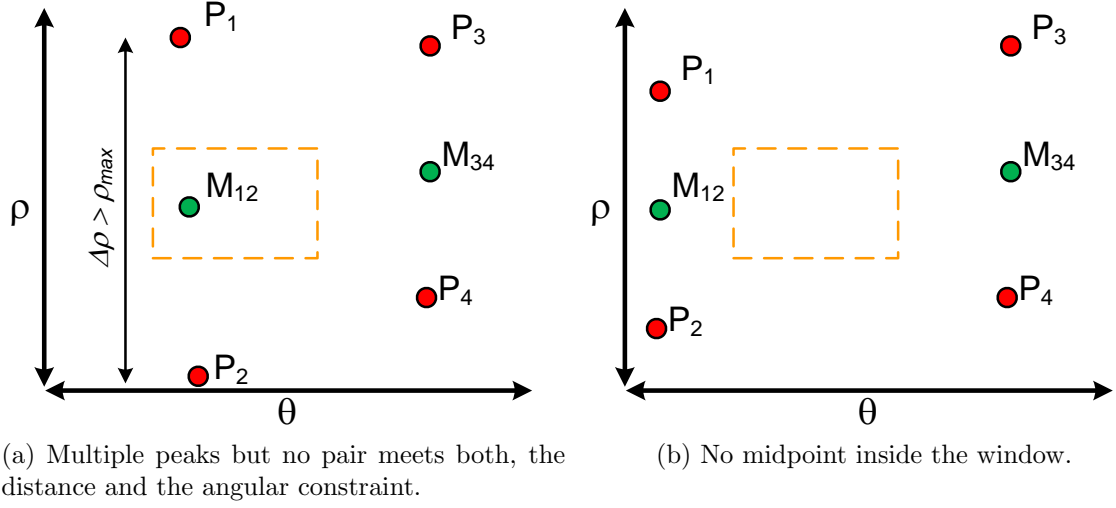 P1
P3
Δρ > ρmax
M34
M12
ρ
P4
P2
θ
(a) Multiple peaks but no pair meets both, the
distance and the angular constraint.
P3
P1
M34
M12
ρ
P4
P2
θ
(b) No midpoint inside the window.